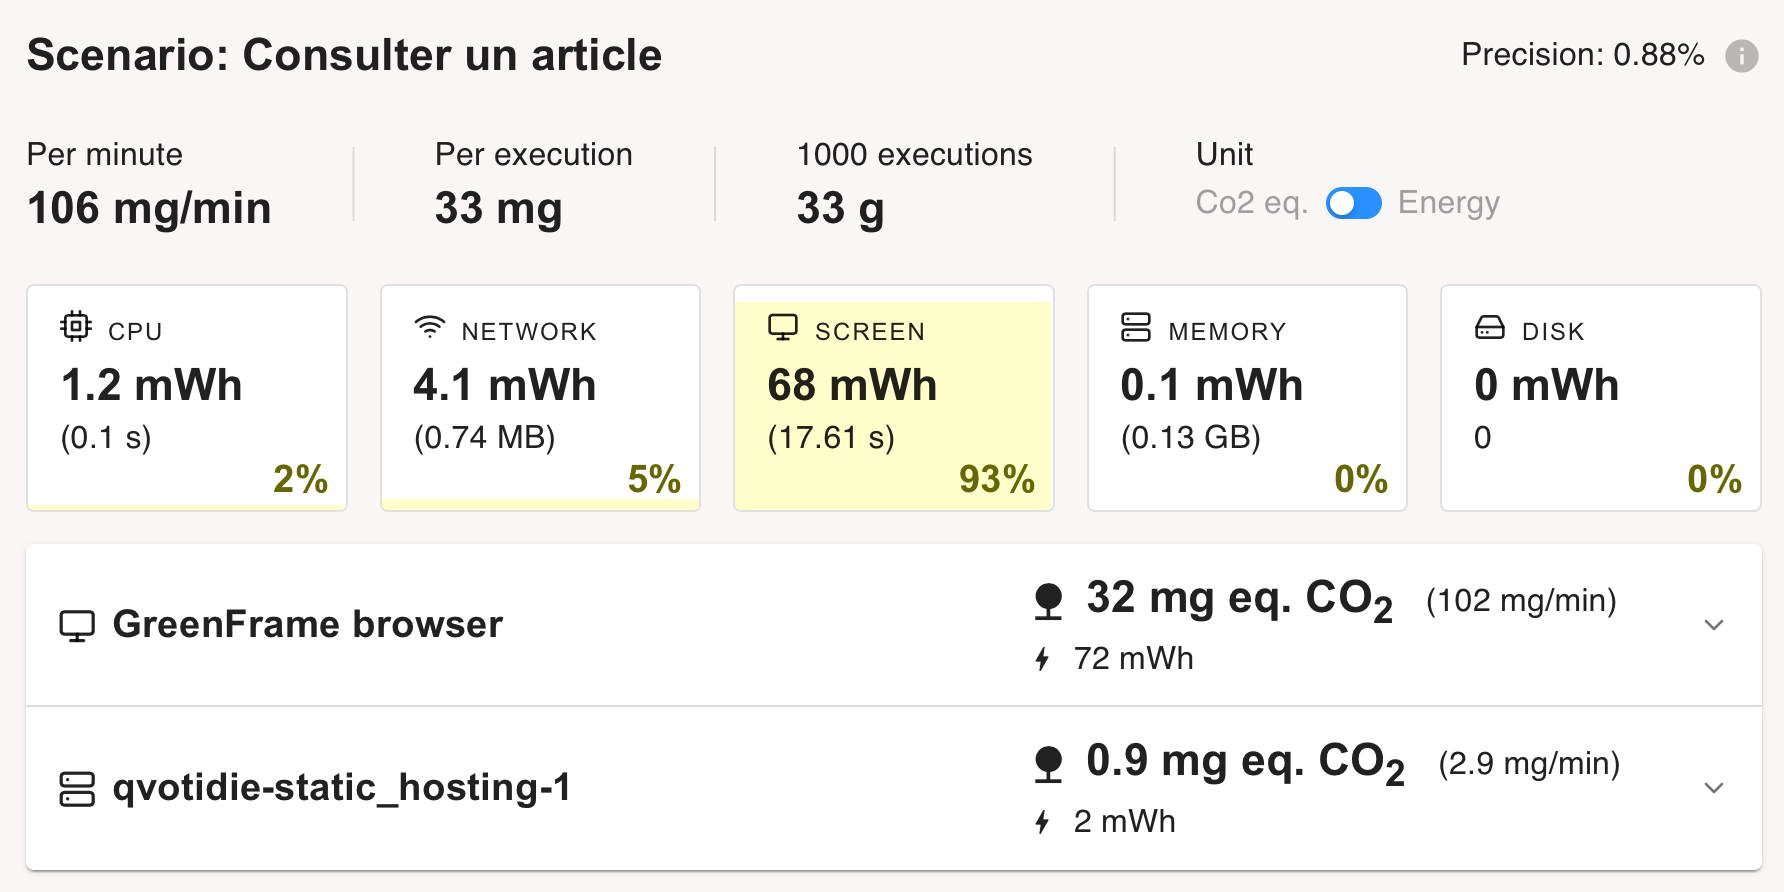 Scenario: Consulter un article
Precision: 0.88%
Per minute
106 mg/min
Per execution
33 mg
1000 executions
33 g
Unit
Co2 eq. Energy
CPU
1.2 mWh
(0.1 s)
2%
NETWORK
4.1 mWh
(0.74 MB)
5%
SCREEN
68 mWh
(17.61 s)
93%
MEMORY
0.1 mWh
(0.13 GB)
0%
DISK
0 mWh
0
0%
GreenFrame browser
32 mg eq. CO₂ (102 mg/min)
72 mWh
qvotidie-static_hosting-1
0.9 mg eq. CO₂ (2.9 mg/min)
2 mWh